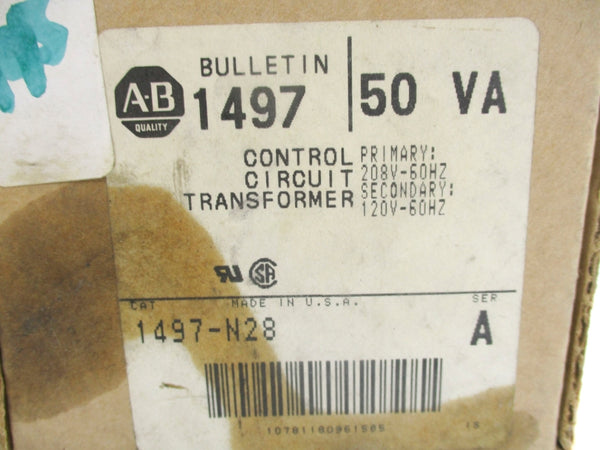 A-B
QUALITY
BULLETIN
1497
50 VA
CONTROL
CIRCUIT
TRANSFORMER
PRIMARY:
208V-60HZ
SECONDARY:
120V-60HZ
MADE IN U.S.A.
CAT
SER
1497-N28
A